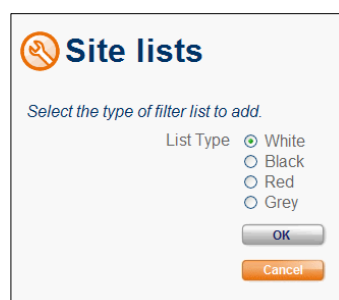 Site lists
Select the type of filter list to add.
List Type White
Black
Red
Grey
OK
Cancel